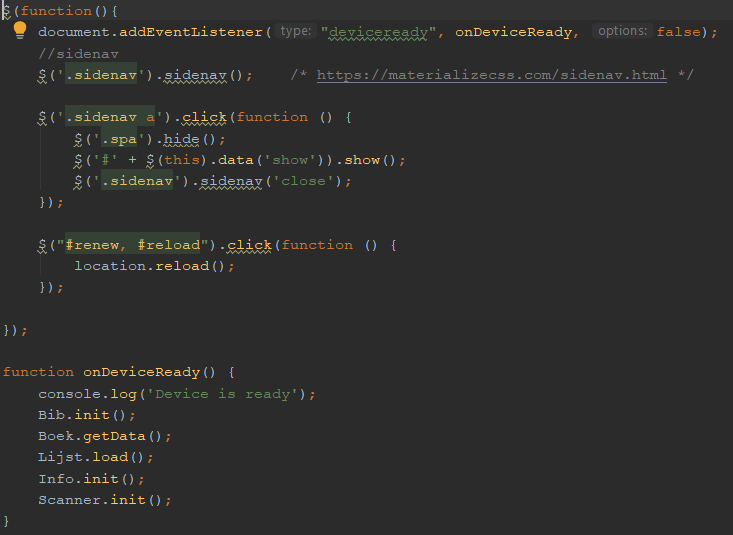 $(function(){
    document.addEventListener( type: "deviceready", onDeviceReady, options: false);
    //sidenav
    $('.sidenav').sidenav();    /* https://materializecss.com/sidenav.html */

    $('.sidenav a').click(function () {
        $('.spa').hide();
        $('#' + $(this).data('show')).show();
        $('.sidenav').sidenav('close');
    });

    $("#renew, #reload").click(function () {
        location.reload();
    });

});

function onDeviceReady() {
    console.log('Device is ready');
    Bib.init();
    Boek.getData();
    Lijst.load();
    Info.init();
    Scanner.init();
}